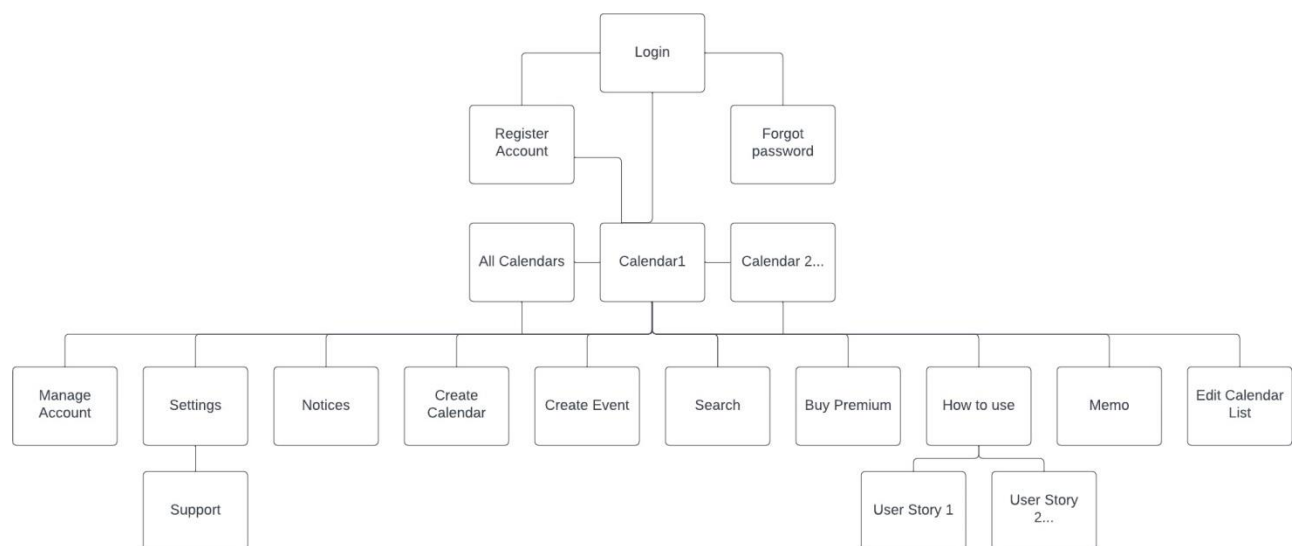 Login
Register
Account
Forgot
password
All Calendars
Calendar1
Calendar 2...
Manage
Account
Settings
Notices
Create
Calendar
Create Event
Search
Buy Premium
How to use
Memo
Edit Calendar
List
Support
User Story 1
User Story
2...